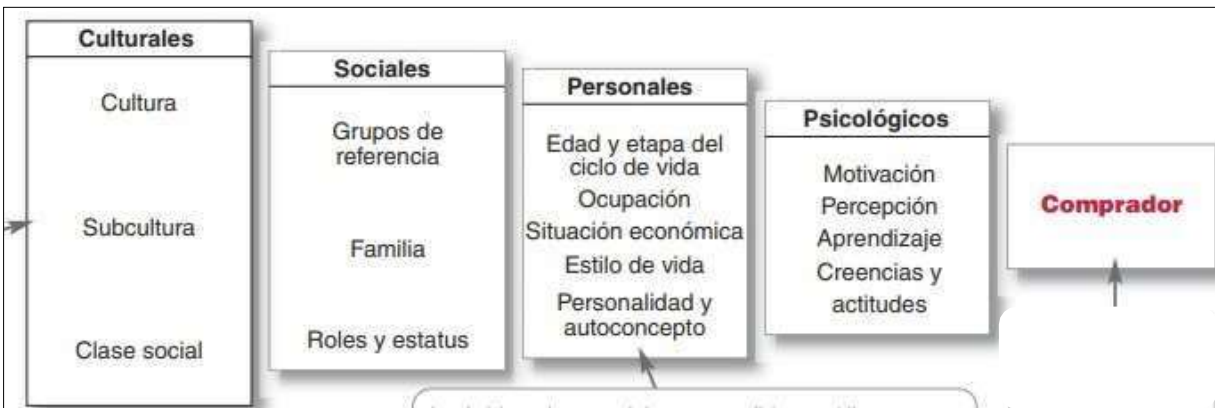 Culturales
Cultura
Subcultura
Clase social
Sociales
Grupos de
referencia
Familia
Roles y estatus
Personales
Edad y etapa del
ciclo de vida
Ocupación
Situación económica
Estilo de vida
Personalidad y
autoconcepto
Psicológicos
Motivación
Percepción
Aprendizaje
Creencias y
actitudes
Comprador